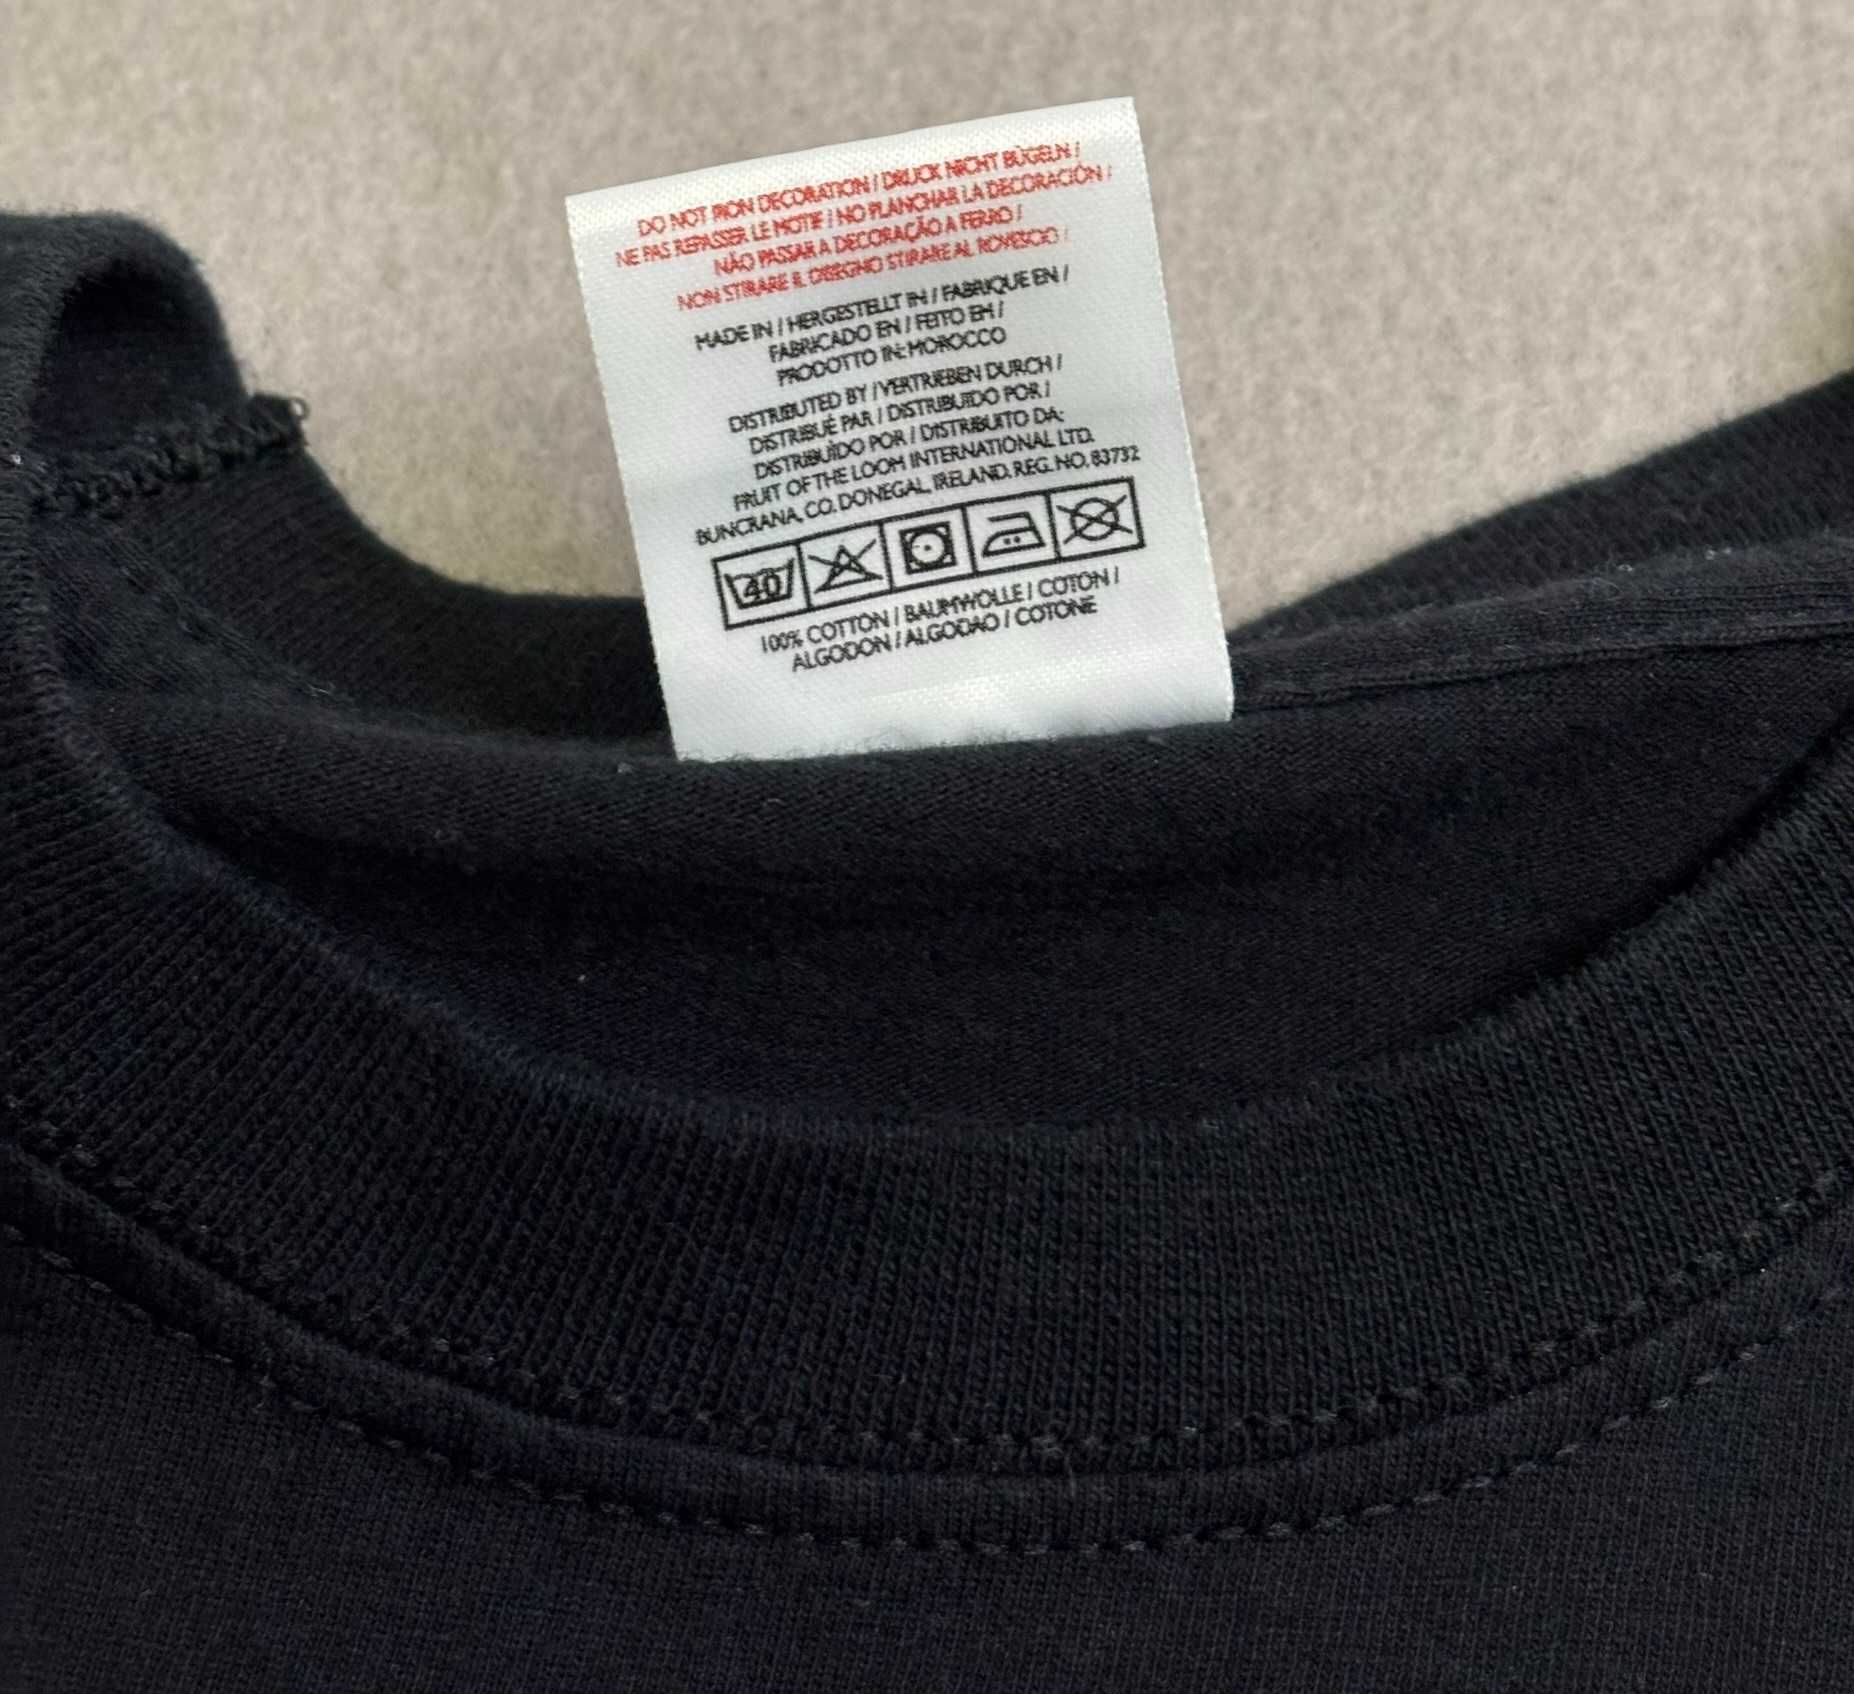 DO NOT IRON DECORATION / DRUCK NICHT BÜGELN /
NE PAS REPASSER LE MOTIF / NO PLANCHAR LA DECORACIÓN /
NÃO PASSAR A DECORAÇÃO A FERRO /
NON STIRARE IL DISEGNO STIRARE AL ROVESCIO /
MADE IN / HERGESTELLT IN / FABRIQUE EN /
FABRICADO EN / FEITO EM /
PRODOTTO IN: MOROCCO
DISTRIBUTED BY / VERTRIEBEN DURCH /
DISTRIBUÉ PAR / DISTRIBUIDO POR /
DISTRIBUÍDO POR / DISTRIBUITO DA:
FRUIT OF THE LOOM INTERNATIONAL LTD.
BUNCRANA, CO. DONEGAL, IRELAND. REG. NO. 83732
40
100% COTTON / BAUMWOLLE / COTON /
ALGODON / ALGODAO / COTONE